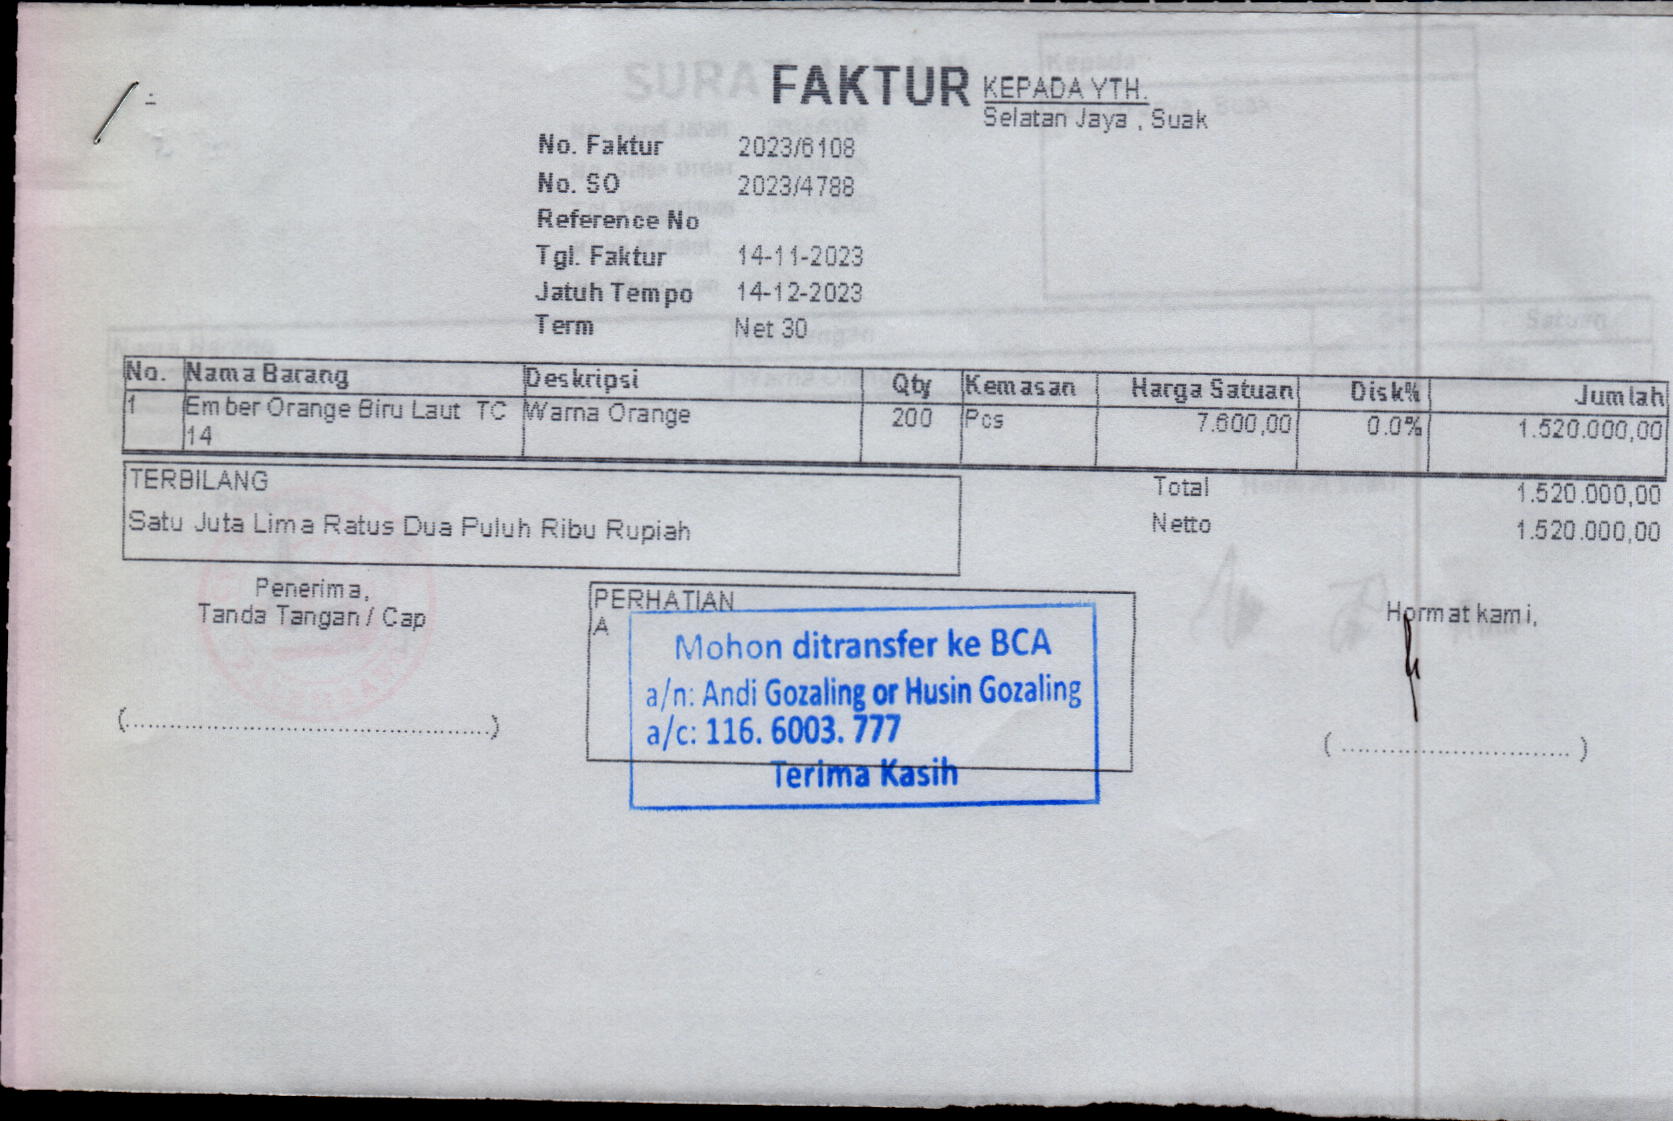 FAKTUR
KEPADA YTH.
Selatan Jaya , Suak
No. Faktur 2023/6108
No. SO 2023/4788
Reference No
Tgl. Faktur 14-11-2023
Jatuh Tempo 14-12-2023
Term Net 30
No. Nama Barang Deskripsi Qty Kemasan Harga Satuan Disk% Jumlah
1 Ember Orange Biru Laut TC 14 Warna Orange 200 Pcs 7.600,00 0.0% 1.520.000,00
TERBILANG
Satu Juta Lima Ratus Dua Puluh Ribu Rupiah
Total 1.520.000,00
Netto 1.520.000,00
Penerima,
Tanda Tangan / Cap
(..........................................................)
PERHATIAN
A
Mohon ditransfer ke BCA
a/n: Andi Gozaling or Husin Gozaling
a/c: 116. 6003. 777
Terima Kasih
Hormat kami,
( .................................... )